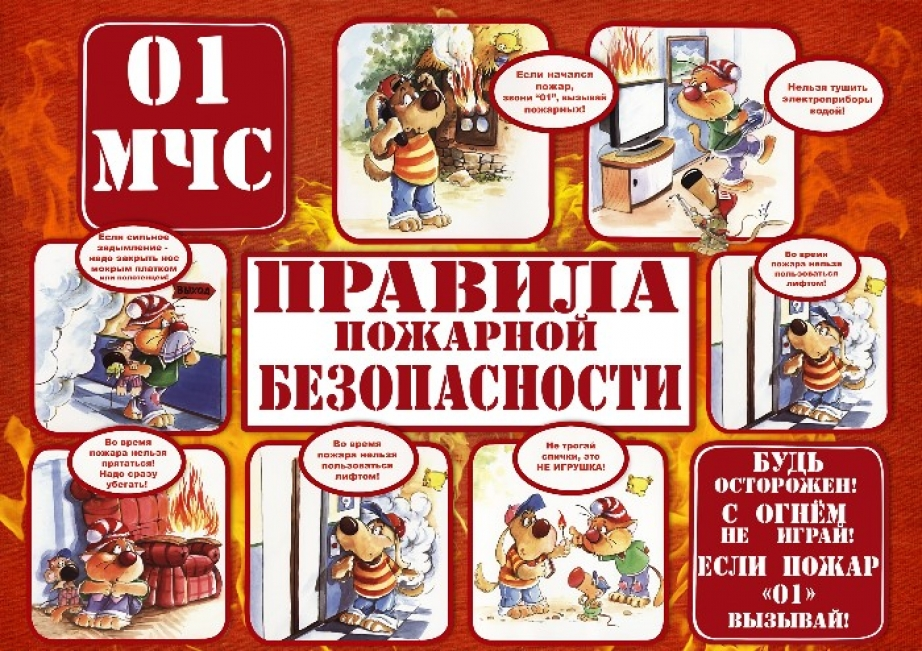 01
МЧС
Если начался
пожар,
звони "01", вызывай
пожарных!
Нельзя тушить
электроприборы
водой!
Если сильное
задымление -
надо закрыть нос
мокрым платком
или полотенцем!
ВЫХОД
ПРАВИЛА
ПОЖАРНОЙ
БЕЗОПАСНОСТИ
Во время
пожара нельзя
пользоваться
лифтом!
Во время
пожара нельзя
прятаться!
Надо сразу
убегать!
Во время
пожара нельзя
пользоваться
лифтом!
Не трогай
спички, это
НЕ ИГРУШКА!
БУДЬ
ОСТОРОЖЕН!
С ОГНЁМ
НЕ ИГРАЙ!
ЕСЛИ ПОЖАР
«01»
ВЫЗЫВАЙ!